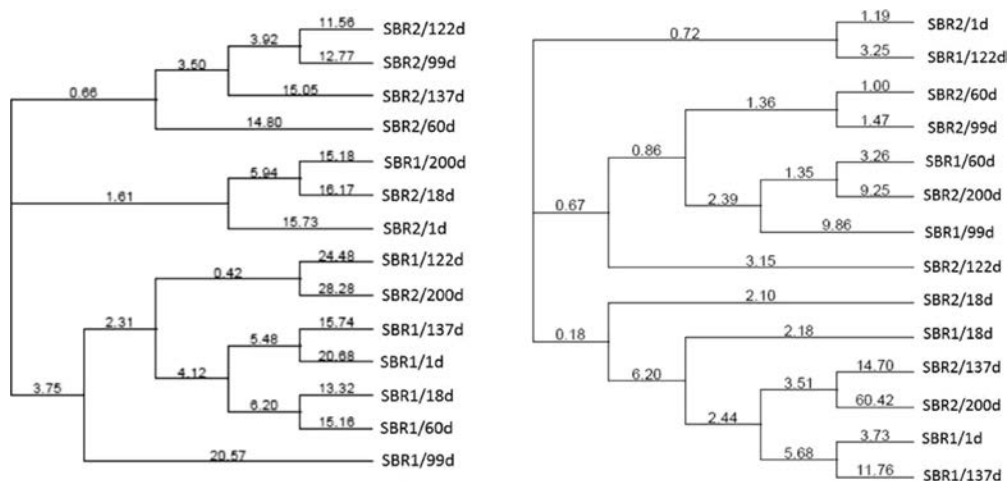 11.56
SBR2/122d
3.92
12.77
SBR2/99d
3.50
15.05
SBR2/137d
0.66
14.80
SBR2/60d
15.18
SBR1/200d
5.94
16.17
SBR2/18d
1.61
15.73
SBR2/1d
24.48
SBR1/122d
0.42
28.28
SBR2/200d
2.31
15.74
SBR1/137d
5.48
20.68
SBR1/1d
4.12
13.32
SBR1/18d
3.75
6.20
15.16
SBR1/60d
20.57
SBR1/99d
1.19
SBR2/1d
0.72
3.25
SBR1/122d
1.00
SBR2/60d
1.36
1.47
SBR2/99d
0.86
3.26
SBR1/60d
1.35
9.25
SBR2/200d
2.39
0.67
9.86
SBR1/99d
3.15
SBR2/122d
2.10
SBR2/18d
0.18
2.18
SBR1/18d
6.20
14.70
SBR2/137d
3.51
60.42
SBR2/200d
2.44
3.73
SBR1/1d
5.68
11.76
SBR1/137d